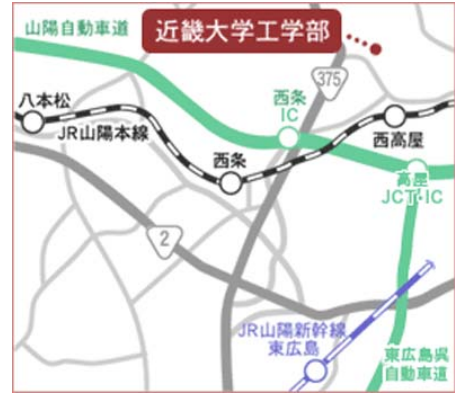 山陽自動車道
近畿大学工学部
375
八本松
西条
IC
JR山陽本線
西高屋
西条
高屋
JCT·IC
2
JR山陽新幹線
東広島
東広島呉
自動車道